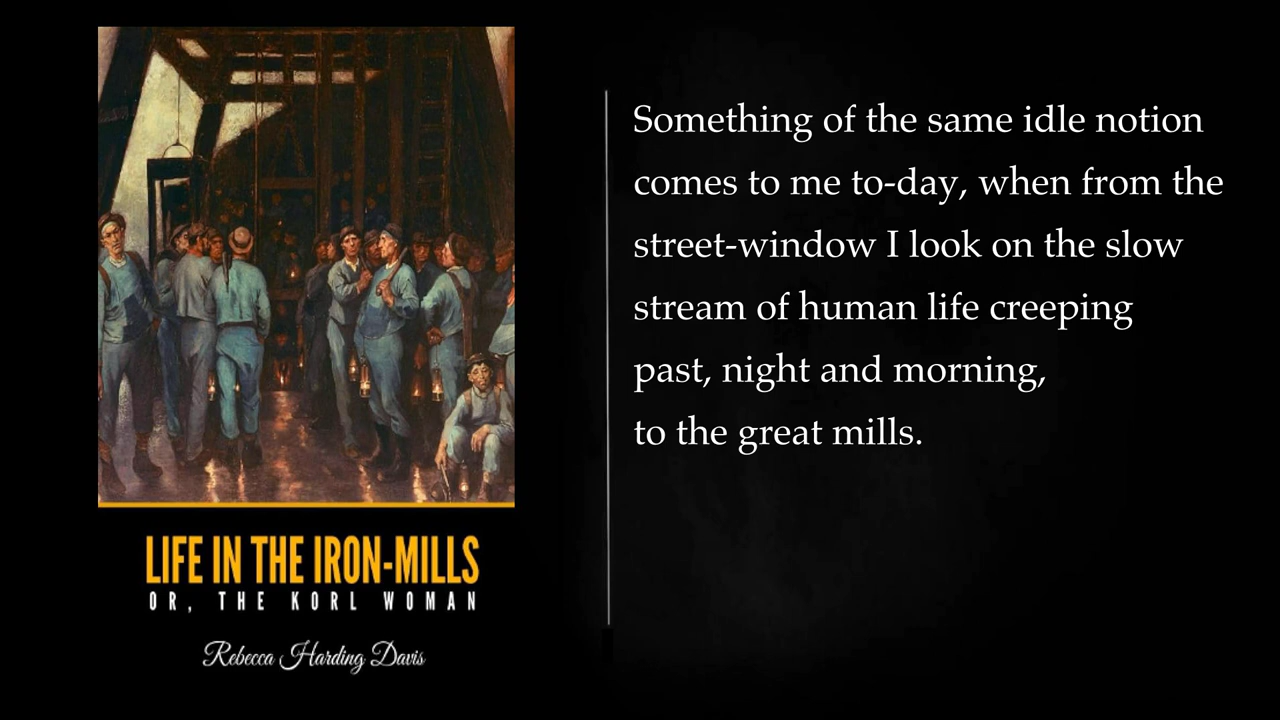 LIFE IN THE IRON-MILLS
OR, THE KORL WOMAN
Rebecca Harding Davis
Something of the same idle notion
comes to me to-day, when from the
street-window I look on the slow
stream of human life creeping
past, night and morning,
to the great mills.